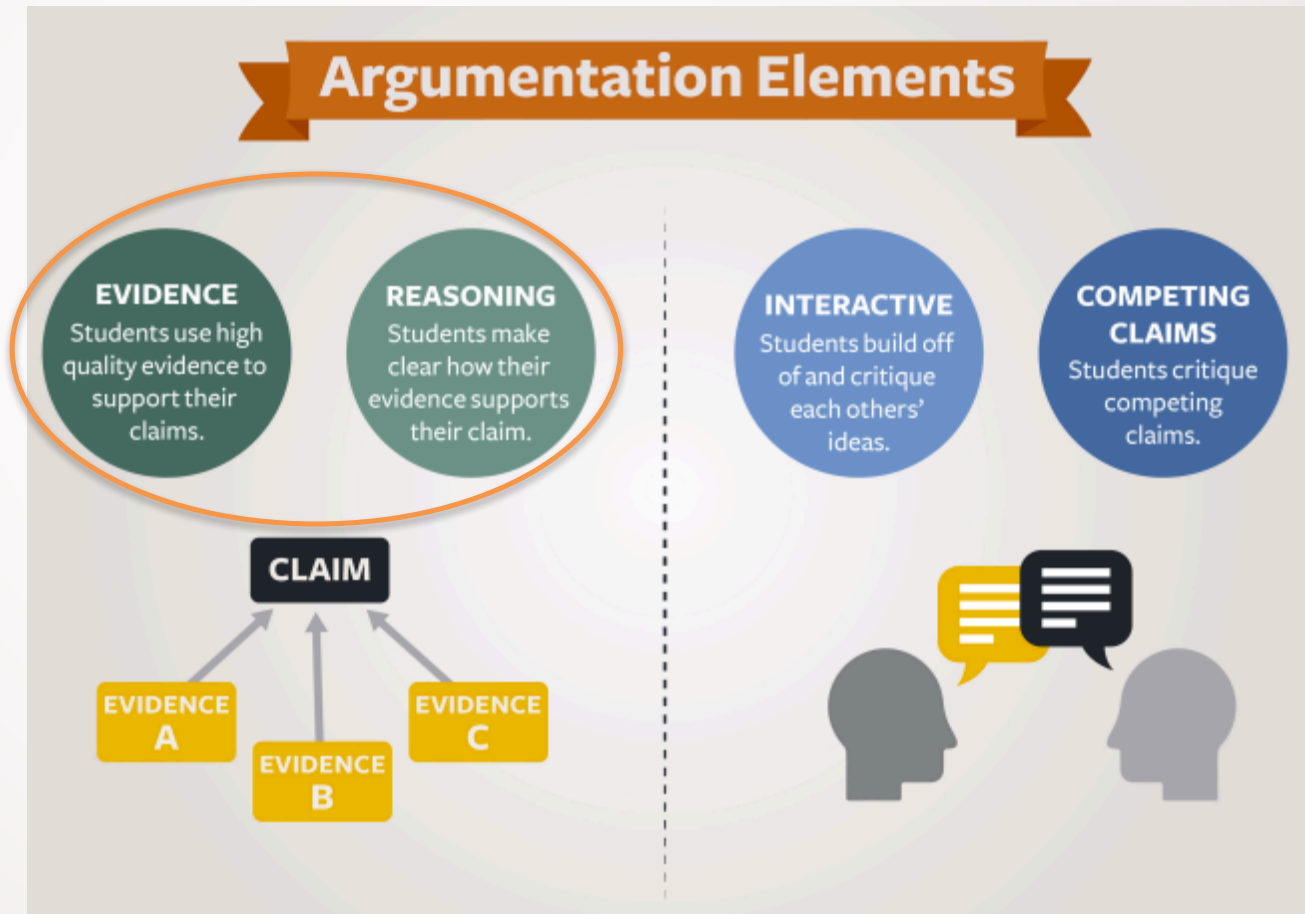 Argumentation Elements
EVIDENCE
Students use high
quality evidence to
support their
claims.
REASONING
Students make
clear how their
evidence supports
their claim.
INTERACTIVE
Students build off
of and critique
each others’
ideas.
COMPETING
CLAIMS
Students critique
competing
claims.
CLAIM
EVIDENCE
A
EVIDENCE
B
EVIDENCE
C